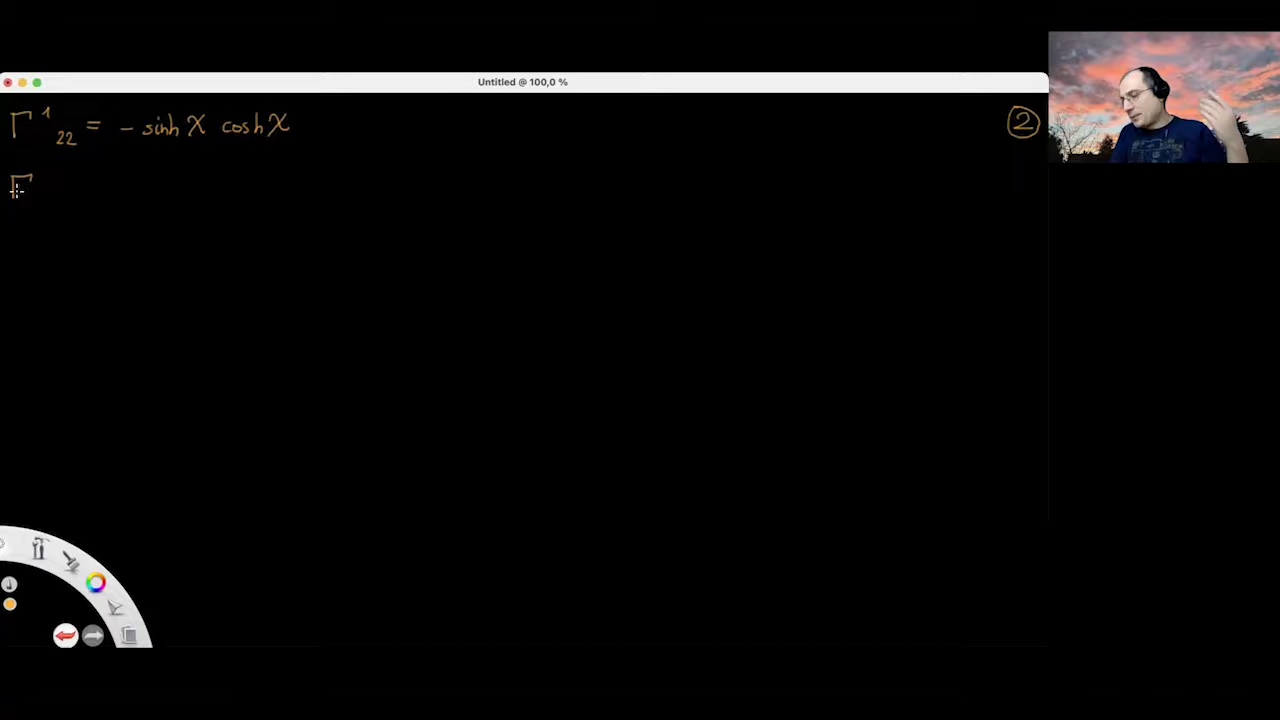 Untitled @ 100,0 %
Γ¹₂₂ = - sinh χ cosh χ
②
Γ